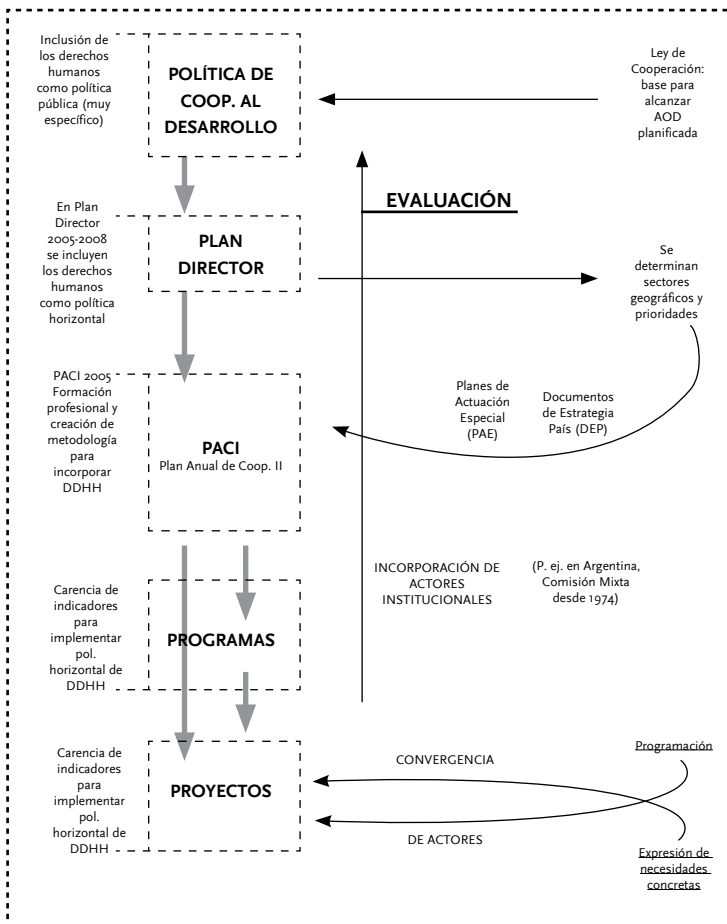 Inclusión de
los derechos
humanos
como política
pública (muy
específico)
POLÍTICA DE
COOP. AL
DESARROLLO
Ley de
Cooperación:
base para
alcanzar
AOD
planificada
EVALUACIÓN
En Plan
Director
2005-2008
se incluyen
los derechos
humanos
como política
horizontal
PLAN
DIRECTOR
Se
determinan
sectores
geográficos y
prioridades
PACI 2005
Formación
profesional y
creación de
metodología
para
incorporar
DDHH
PACI
Plan Anual de Coop. II
Planes de
Actuación
Especial
(PAE)
Documentos
de Estrategia
País (DEP)
INCORPORACIÓN DE
ACTORES
INSTITUCIONALES
(P. ej. en Argentina,
Comisión Mixta
desde 1974)
Carencia de
indicadores
para
implementar
pol.
horizontal de
DDHH
PROGRAMAS
Carencia de
indicadores
para
implementar
pol.
horizontal de
DDHH
PROYECTOS
CONVERGENCIA
DE ACTORES
Programación
Expresión de
necesidades
concretas